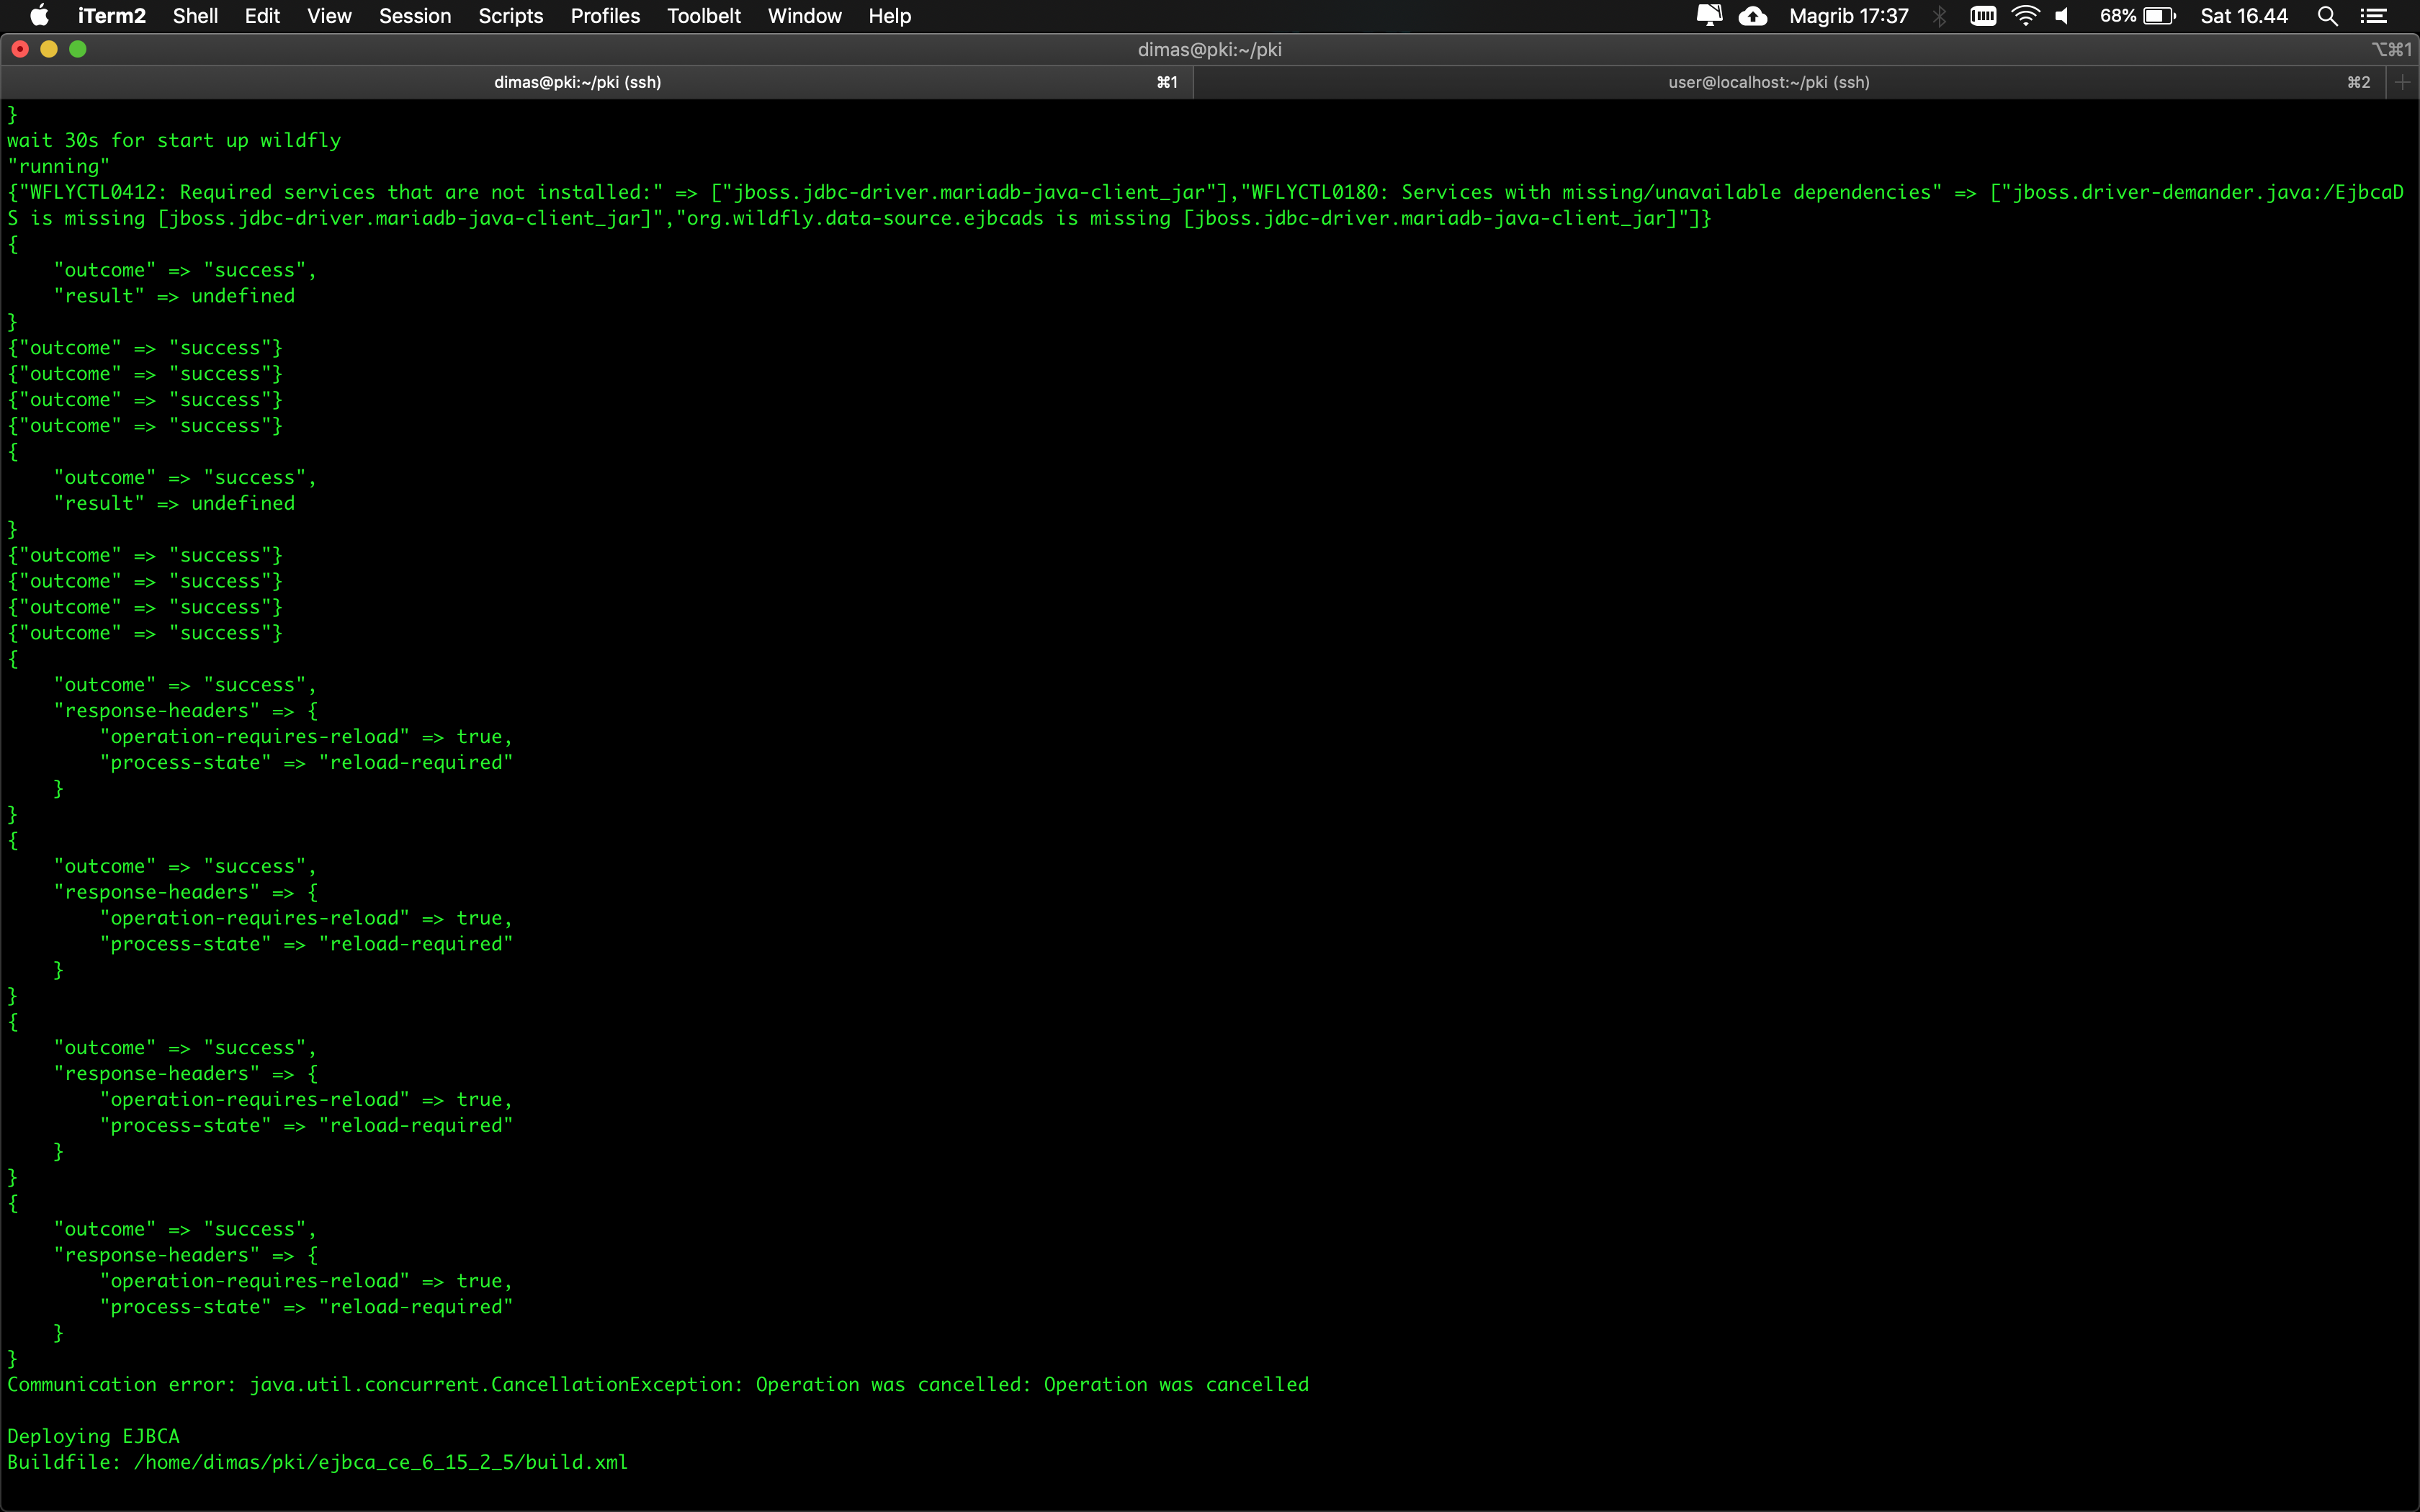 iTerm2 Shell Edit View Session Scripts Profiles Toolbelt Window Help Magrib 17:37 68% Sat 16.44
dimas@pki:~/pki ⌥⌘1
dimas@pki:~/pki (ssh) ⌘1 user@localhost:~/pki (ssh) ⌘2
}
wait 30s for start up wildfly
"running"
{"WFLYCTL0412: Required services that are not installed:" => ["jboss.jdbc-driver.mariadb-java-client_jar"],"WFLYCTL0180: Services with missing/unavailable dependencies" => ["jboss.driver-demander.java:/EjbcaD
S is missing [jboss.jdbc-driver.mariadb-java-client_jar]","org.wildfly.data-source.ejbcads is missing [jboss.jdbc-driver.mariadb-java-client_jar]"]}
{
    "outcome" => "success",
    "result" => undefined
}
{"outcome" => "success"}
{"outcome" => "success"}
{"outcome" => "success"}
{"outcome" => "success"}
{
    "outcome" => "success",
    "result" => undefined
}
{"outcome" => "success"}
{"outcome" => "success"}
{"outcome" => "success"}
{"outcome" => "success"}
{
    "outcome" => "success",
    "response-headers" => {
        "operation-requires-reload" => true,
        "process-state" => "reload-required"
    }
}
{
    "outcome" => "success",
    "response-headers" => {
        "operation-requires-reload" => true,
        "process-state" => "reload-required"
    }
}
{
    "outcome" => "success",
    "response-headers" => {
        "operation-requires-reload" => true,
        "process-state" => "reload-required"
    }
}
{
    "outcome" => "success",
    "response-headers" => {
        "operation-requires-reload" => true,
        "process-state" => "reload-required"
    }
}
Communication error: java.util.concurrent.CancellationException: Operation was cancelled: Operation was cancelled
Deploying EJBCA
Buildfile: /home/dimas/pki/ejbca_ce_6_15_2_5/build.xml